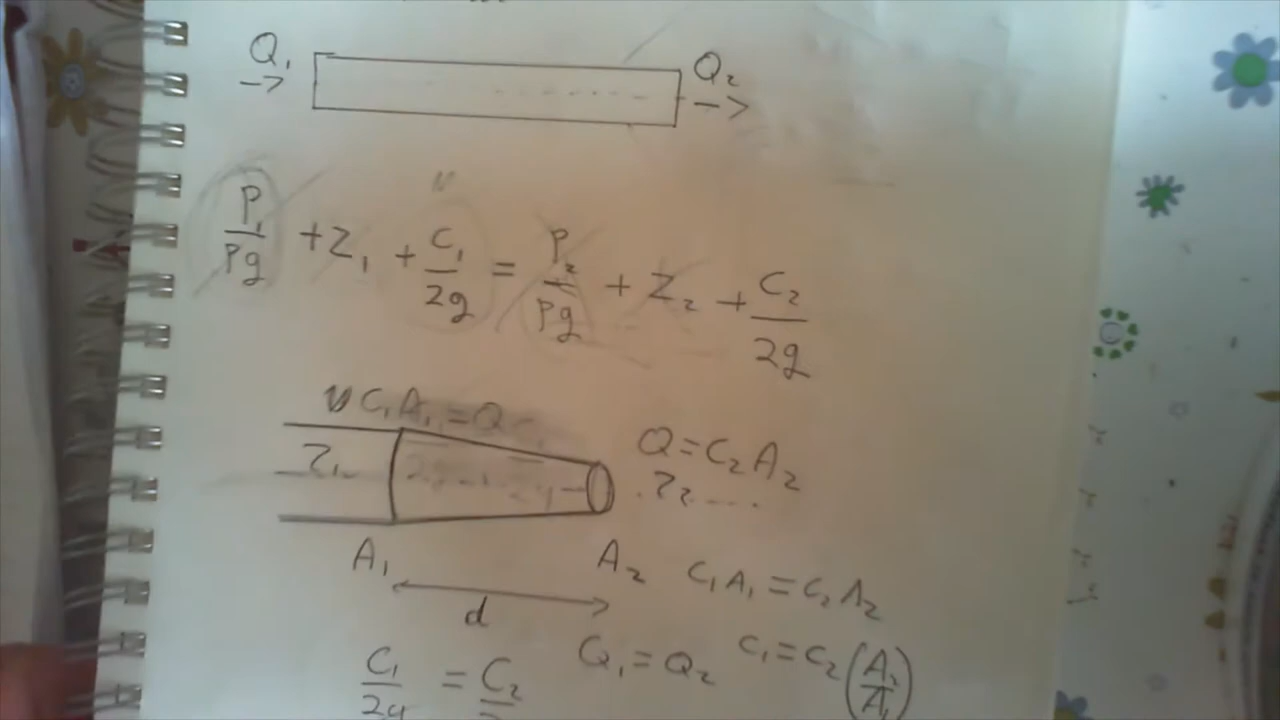 Q₁ Q₂
→ →
P₁/ρg + Z₁ + C₁/2g = P₂/ρg + Z₂ + C₂/2g
C₁A₁ = Q
Z₁ Q = C₂A₂
Z₂
A₁ A₂ C₁A₁ = C₂A₂
d
Q₁ = Q₂ C₁ = C₂(A₂/A₁)
C₁/2g = C₂